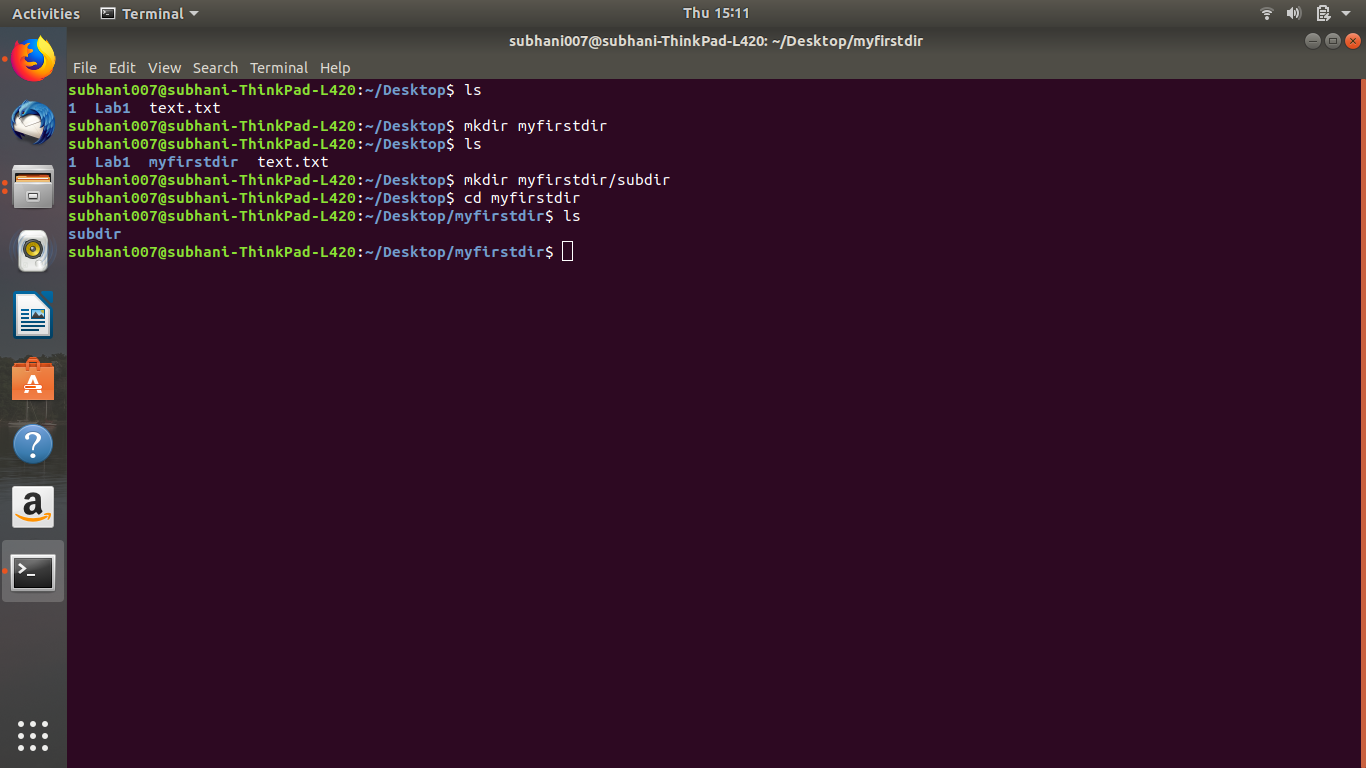 Activities Terminal Thu 15:11
subhani007@subhani-ThinkPad-L420: ~/Desktop/myfirstdir
File Edit View Search Terminal Help
subhani007@subhani-ThinkPad-L420:~/Desktop$ ls
1  Lab1  text.txt
subhani007@subhani-ThinkPad-L420:~/Desktop$ mkdir myfirstdir
subhani007@subhani-ThinkPad-L420:~/Desktop$ ls
1  Lab1  myfirstdir  text.txt
subhani007@subhani-ThinkPad-L420:~/Desktop$ mkdir myfirstdir/subdir
subhani007@subhani-ThinkPad-L420:~/Desktop$ cd myfirstdir
subhani007@subhani-ThinkPad-L420:~/Desktop/myfirstdir$ ls
subdir
subhani007@subhani-ThinkPad-L420:~/Desktop/myfirstdir$